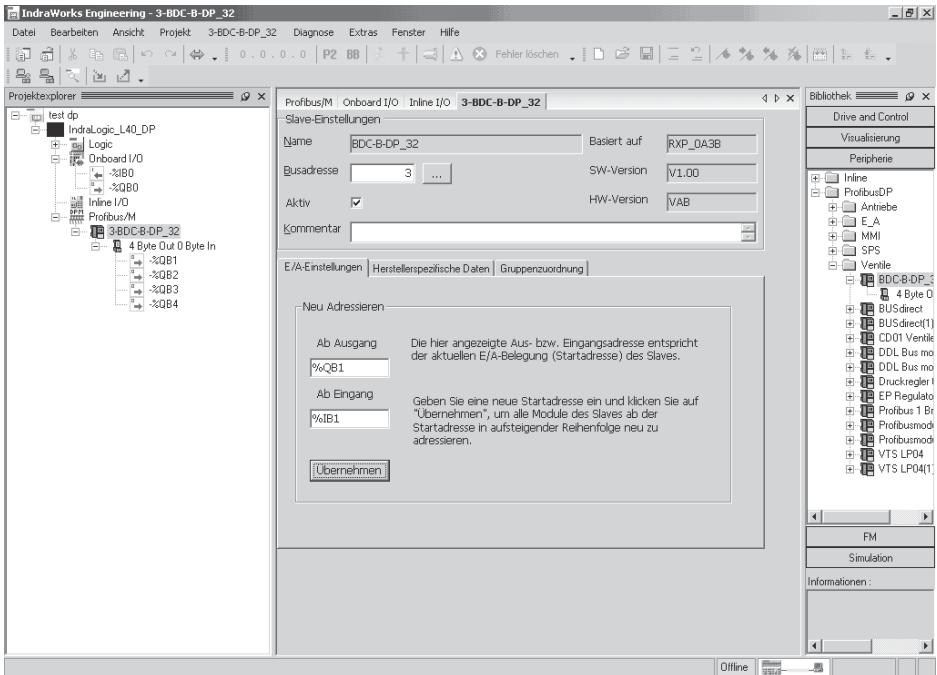 IndraWorks Engineering - 3-BDC-B-DP_32
Datei Bearbeiten Ansicht Projekt 3-BDC-B-DP_32 Diagnose Extras Fenster Hilfe
0 . 0 . 0 . 0 P2 BB Fehler löschen
Projektexplorer
test dp
IndraLogic_L40_DP
Logic
Onboard I/O
-%IB0
-%QB0
Inline I/O
Profibus/M
3-BDC-B-DP_32
4 Byte Out 0 Byte In
-%QB1
-%QB2
-%QB3
-%QB4
Profibus/M Onboard I/O Inline I/O 3-BDC-B-DP_32
Slave-Einstellungen
Name BDC-B-DP_32 Basiert auf RXP_0A3B
Busadresse 3 ... SW-Version V1.00
Aktiv HW-Version VAB
Kommentar
E/A-Einstellungen Herstellerspezifische Daten Gruppenzuordnung
Neu Adressieren
Ab Ausgang
%QB1
Die hier angezeigte Aus- bzw. Eingangsadresse entspricht
der aktuellen E/A-Belegung (Startadresse) des Slaves.
Ab Eingang
%IB1
Geben Sie eine neue Startadresse ein und klicken Sie auf
"Übernehmen", um alle Module des Slaves ab der
Startadresse in aufsteigender Reihenfolge neu zu
adressieren.
Übernehmen
Bibliothek
Drive and Control
Visualisierung
Peripherie
Inline
ProfibusDP
Antriebe
E_A
MMI
SPS
Ventile
BDC-B-DP_3
4 Byte O
BUSdirect
BUSdirect(1)
CD01 Ventile
DDL Bus mo
DDL Bus mo
Druckregler
EP Regulato
Profibus 1 Br
Profibusmodu
Profibusmodu
VTS LP04
VTS LP04(1)
FM
Simulation
Informationen :
Offline